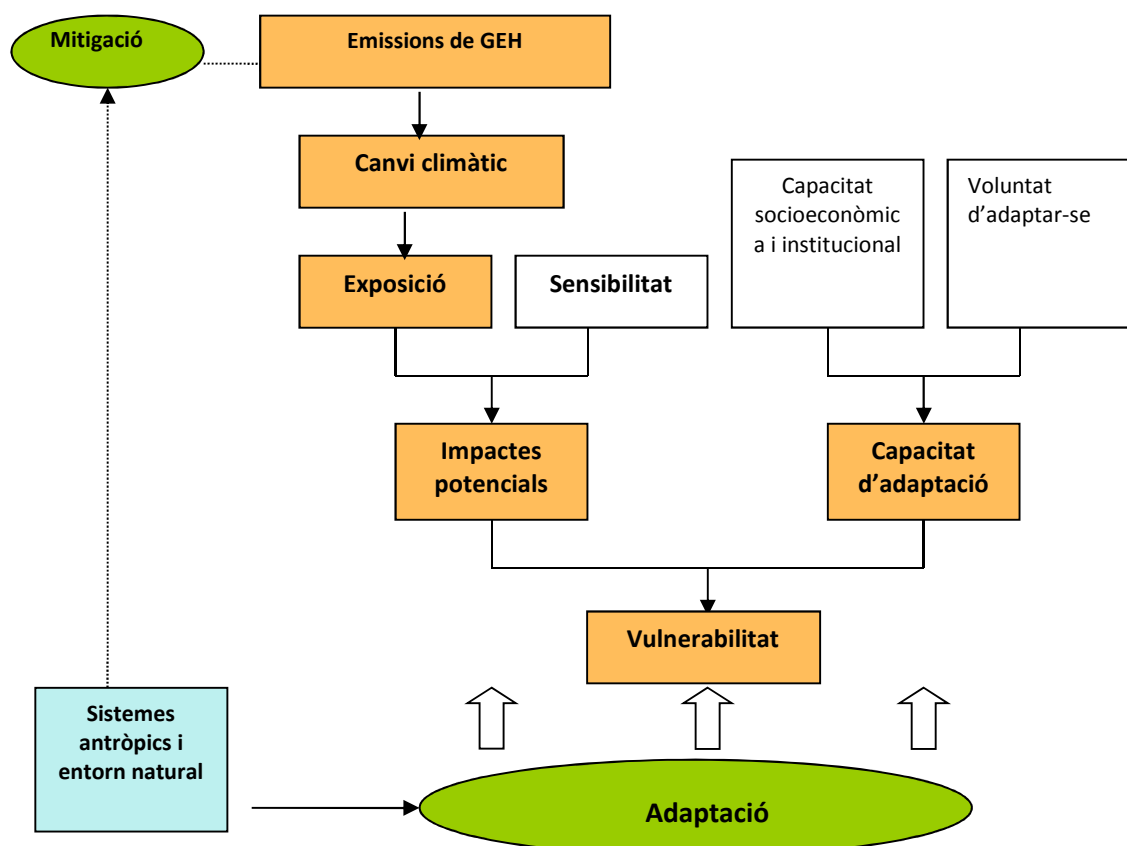 Mitigació
Emissions de GEH
Canvi climàtic
Capacitat
socioeconòmic
a i institucional
Voluntat
d’adaptar-se
Exposició
Sensibilitat
Impactes
potencials
Capacitat
d’adaptació
Vulnerabilitat
Sistemes
antròpics i
entorn natural
Adaptació